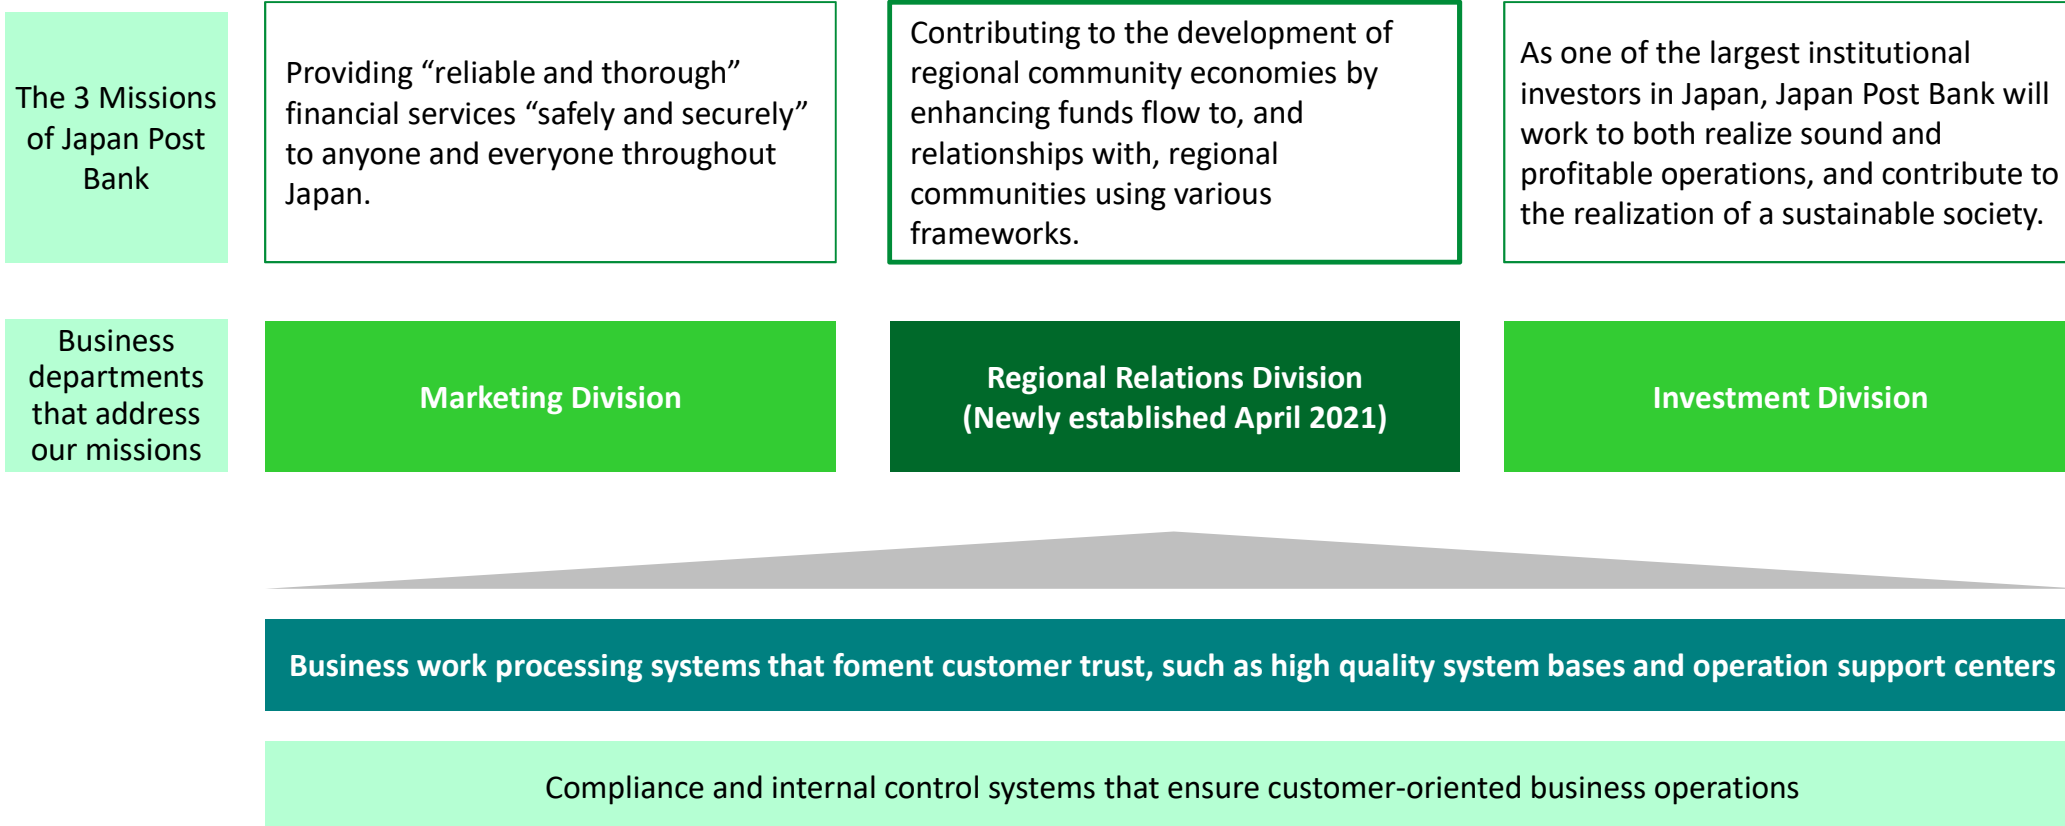 The 3 Missions
of Japan Post
Bank
Providing “reliable and thorough”
financial services “safely and securely”
to anyone and everyone throughout
Japan.
Contributing to the development of
regional community economies by
enhancing funds flow to, and
relationships with, regional
communities using various
frameworks.
As one of the largest institutional
investors in Japan, Japan Post Bank will
work to both realize sound and
profitable operations, and contribute to
the realization of a sustainable society.
Business
departments
that address
our missions
Marketing Division
Regional Relations Division
(Newly established April 2021)
Investment Division
Business work processing systems that foment customer trust, such as high quality system bases and operation support centers
Compliance and internal control systems that ensure customer-oriented business operations